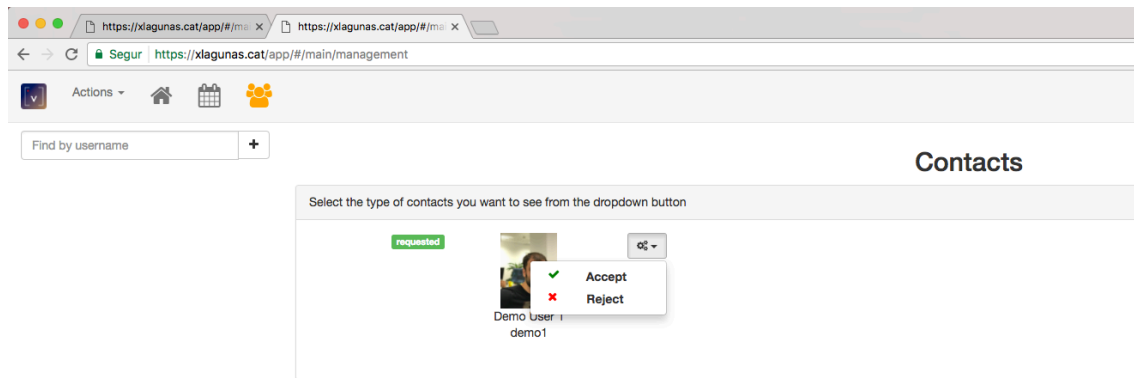 https://xlagunas.cat/app/#/ma
https://xlagunas.cat/app/#/ma
Segur https://xlagunas.cat/app/#/main/management
[v] Actions
Find by username
Contacts
Select the type of contacts you want to see from the dropdown button
requested
Accept
Reject
Demo User 1
demo1